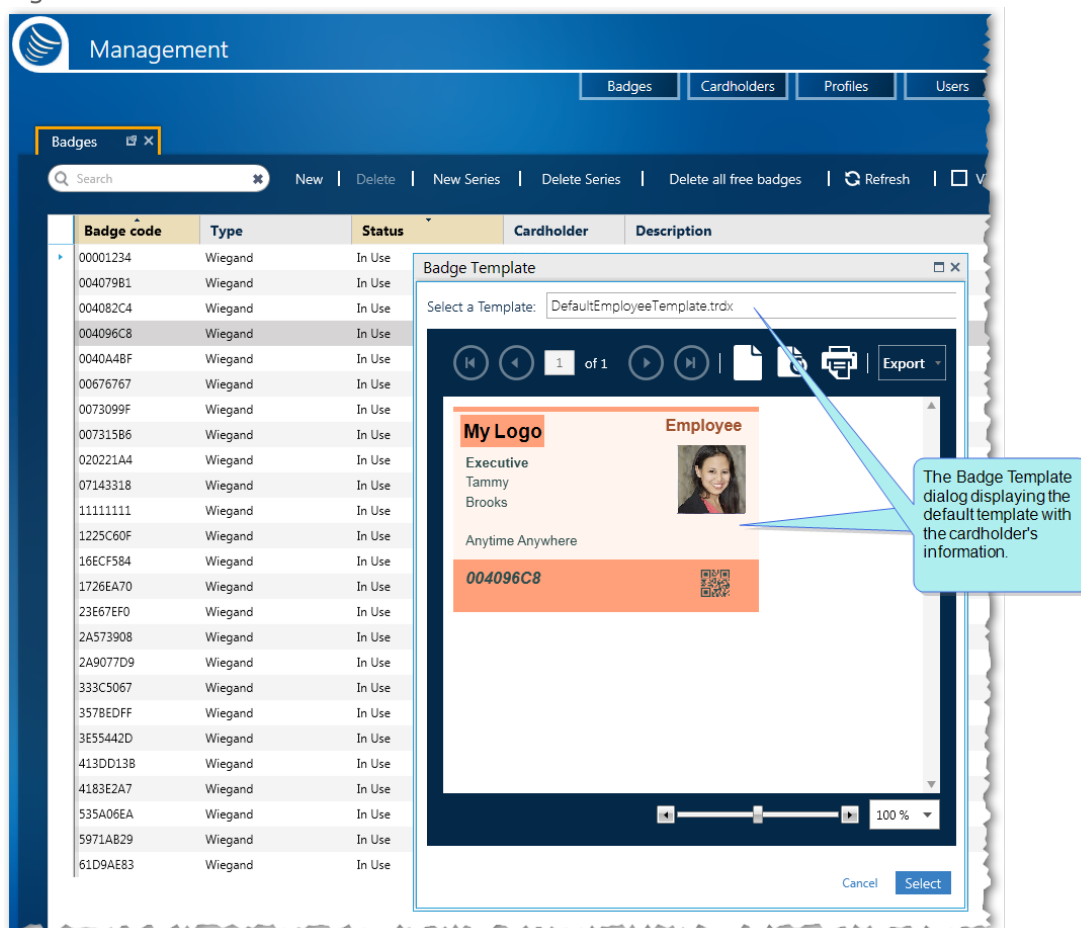 Management
Badges Cardholders Profiles Users
Badges
Search New Delete New Series Delete Series Delete all free badges Refresh
Badge code Type Status Cardholder Description
00001234 Wiegand In Use
004079B1 Wiegand In Use
004082C4 Wiegand In Use
004096C8 Wiegand In Use
0040A4BF Wiegand In Use
00676767 Wiegand In Use
0073099F Wiegand In Use
007315B6 Wiegand In Use
020221A4 Wiegand In Use
07143318 Wiegand In Use
11111111 Wiegand In Use
1225C60F Wiegand In Use
16ECF584 Wiegand In Use
1726EA70 Wiegand In Use
23E67EF0 Wiegand In Use
2A573908 Wiegand In Use
2A9077D9 Wiegand In Use
333C5067 Wiegand In Use
357BEDFF Wiegand In Use
3E55442D Wiegand In Use
413DD13B Wiegand In Use
4183E2A7 Wiegand In Use
535A06EA Wiegand In Use
5971AB29 Wiegand In Use
61D9AE83 Wiegand In Use
Badge Template
Select a Template: DefaultEmployeeTemplate.trdx
1 of 1 Export
My Logo Employee
Executive
Tammy
Brooks
Anytime Anywhere
004096C8
100 %
Cancel Select
The Badge Template
dialog displaying the
default template with
the cardholder's
information.